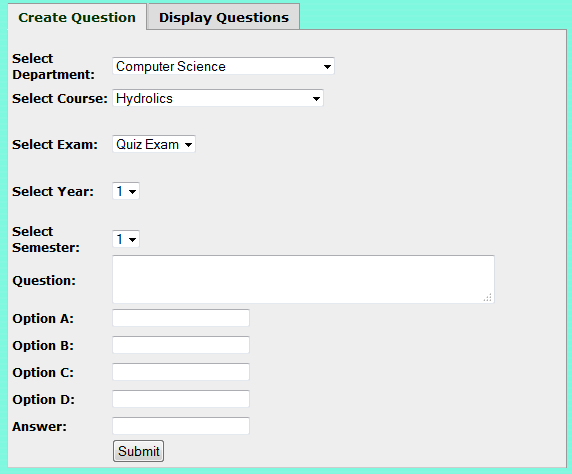 Create Question Display Questions
Select
Department: Computer Science
Select Course: Hydrolics
Select Exam: Quiz Exam
Select Year: 1
Select
Semester: 1
Question:
Option A:
Option B:
Option C:
Option D:
Answer:
Submit